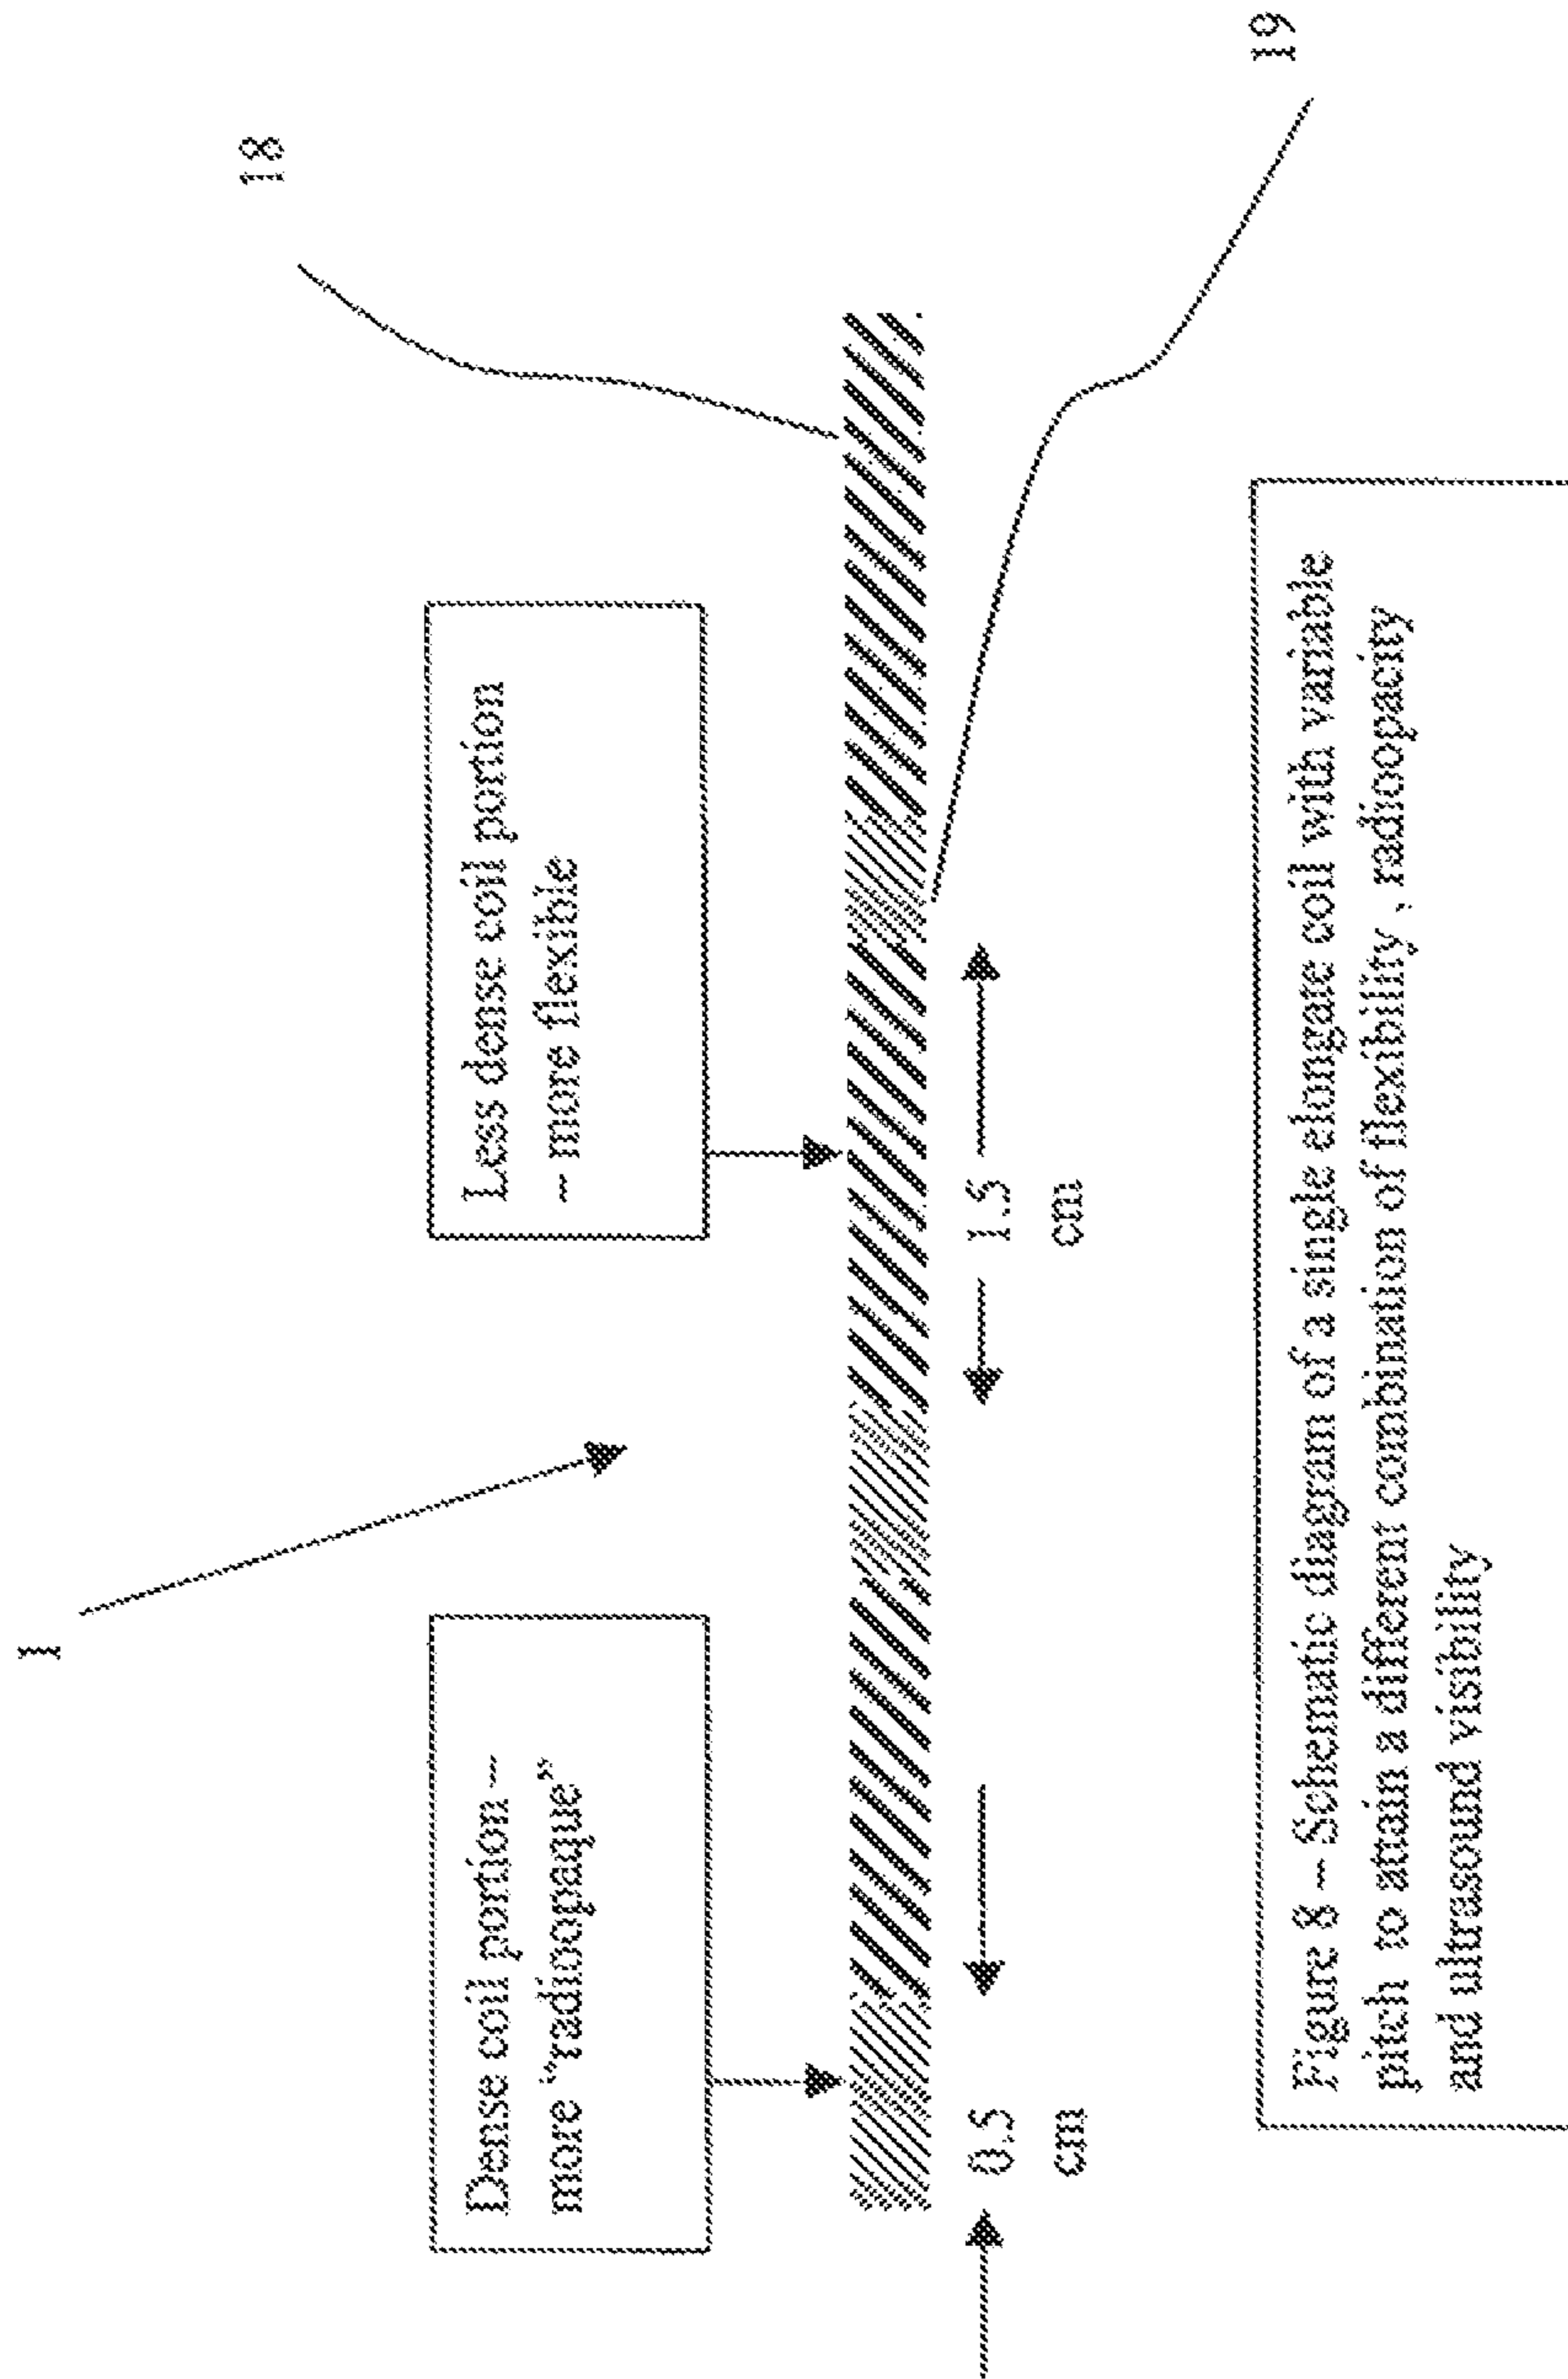 1
18
Dense coil portion –
more “radiopaque”
Less dense coil portion
– more flexible
0.5
cm
1.5
cm
19
Figure 8 – Schematic diagram of a single elongate coil with variable
pitch to attain a different combination of flexibility , radioopacity
and ultrasound visibility